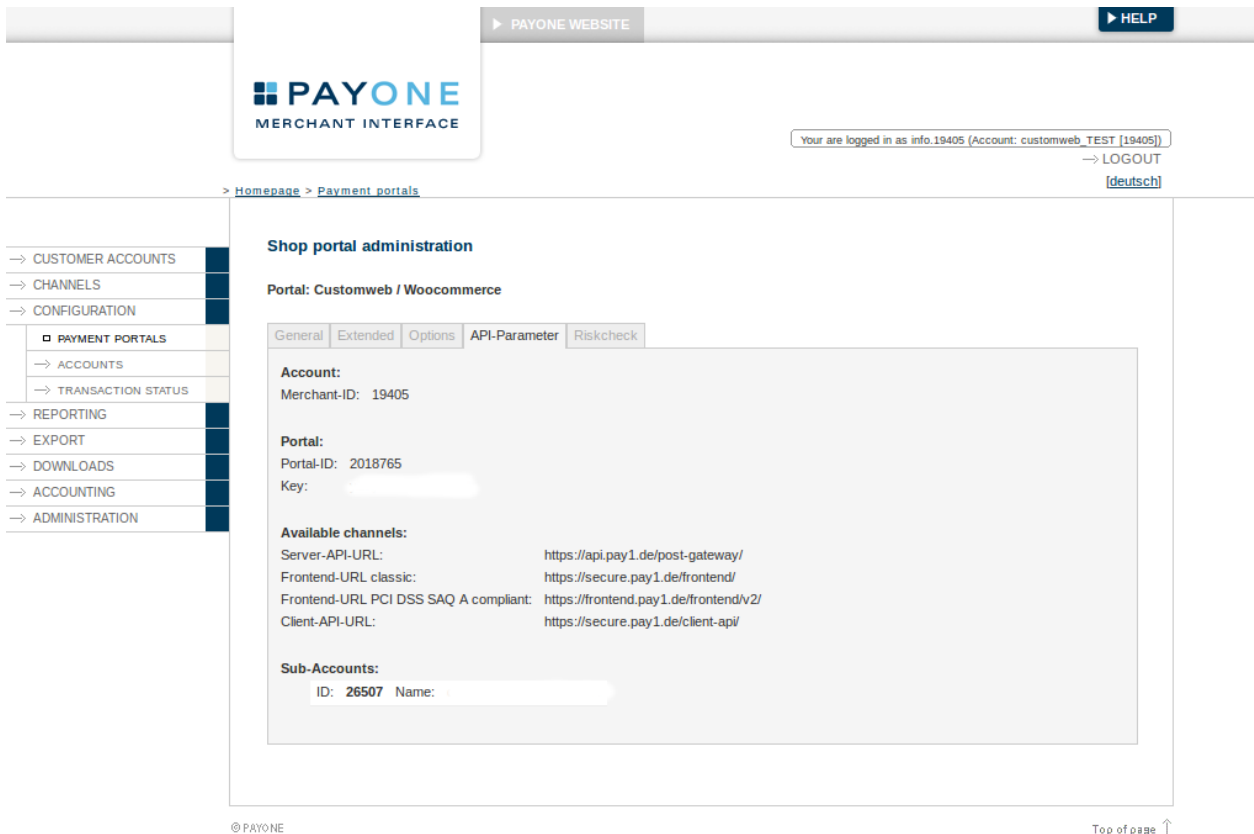 PAYONE WEBSITE
HELP
PAYONE
MERCHANT INTERFACE
Your are logged in as info.19405 (Account: customweb_TEST [19405])
LOGOUT
[deutsch]
> Homepage > Payment portals
CUSTOMER ACCOUNTS
CHANNELS
CONFIGURATION
PAYMENT PORTALS
ACCOUNTS
TRANSACTION STATUS
REPORTING
EXPORT
DOWNLOADS
ACCOUNTING
ADMINISTRATION
Shop portal administration
Portal: Customweb / Woocommerce
General Extended Options API-Parameter Riskcheck
Account:
Merchant-ID: 19405
Portal:
Portal-ID: 2018765
Key:
Available channels:
Server-API-URL: https://api.pay1.de/post-gateway/
Frontend-URL classic: https://secure.pay1.de/frontend/
Frontend-URL PCI DSS SAQ A compliant: https://frontend.pay1.de/frontend/v2/
Client-API-URL: https://secure.pay1.de/client-api/
Sub-Accounts:
ID: 26507 Name:
© PAYONE
Top of page